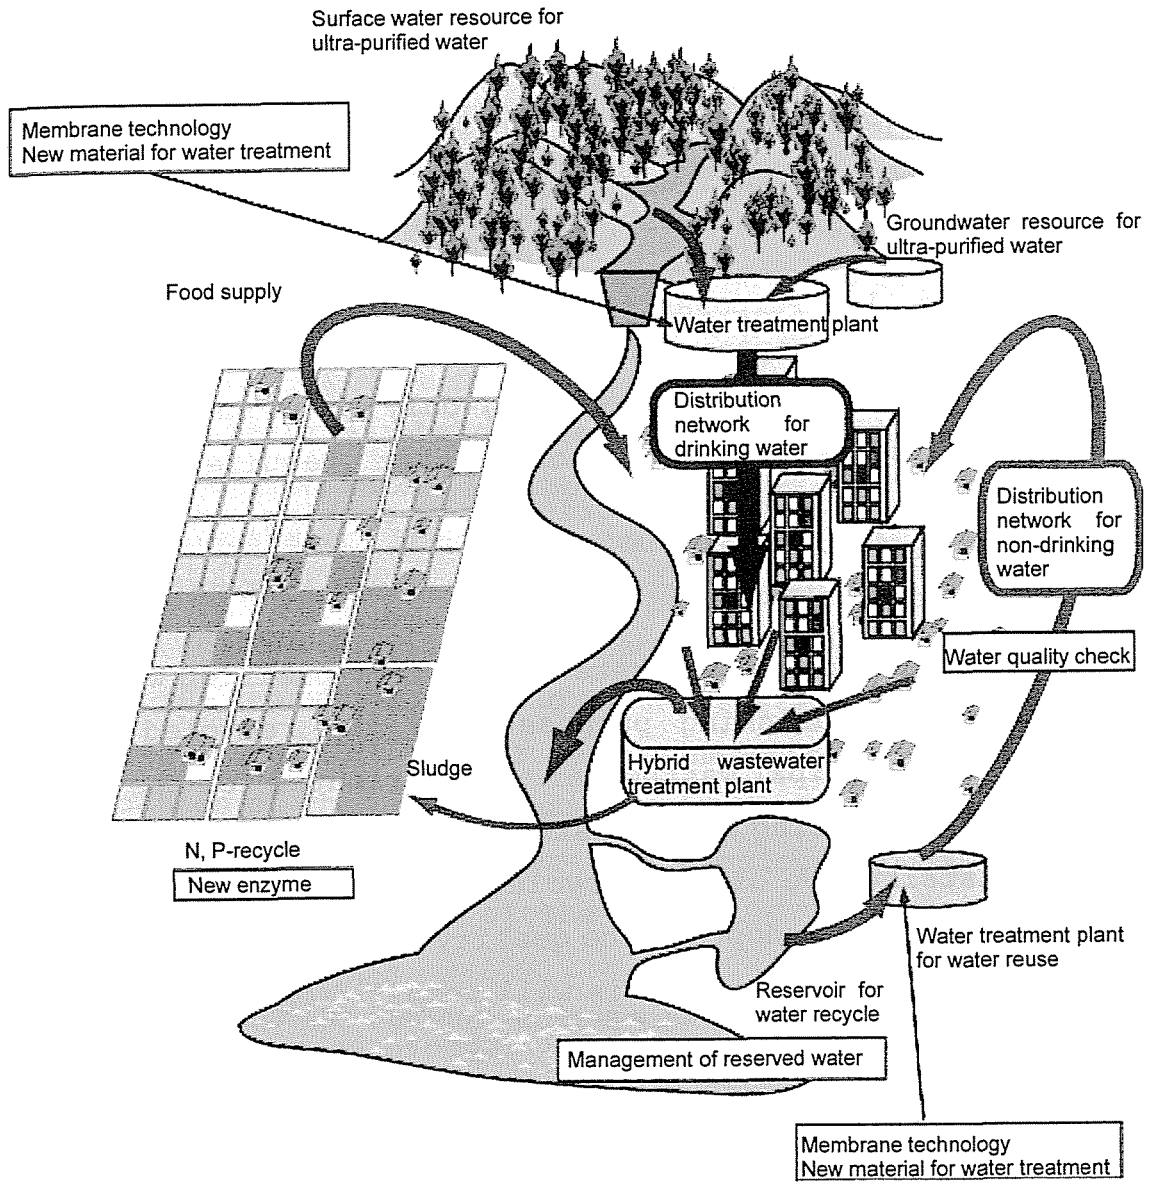 Surface water resource for
ultra-purified water
Membrane technology
New material for water treatment
Groundwater resource for
ultra-purified water
Food supply
Water treatment plant
Distribution
network for
drinking water
Distribution
network for
non-drinking
water
Water quality check
Hybrid wastewater
treatment plant
Sludge
N, P-recycle
New enzyme
Water treatment plant
for water reuse
Reservoir for
water recycle
Management of reserved water
Membrane technology
New material for water treatment